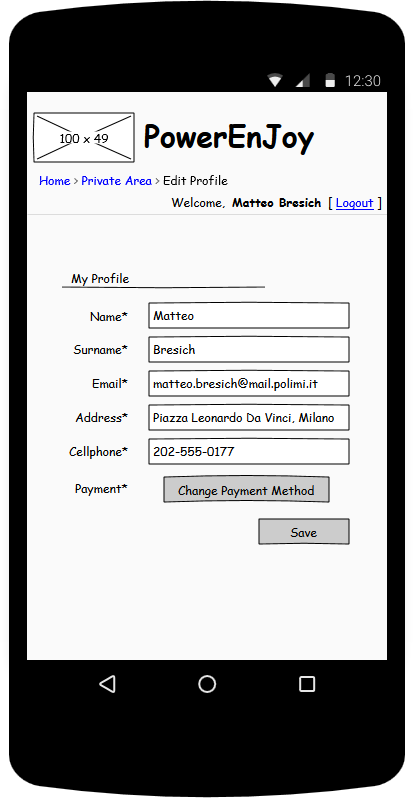 12:30
100 x 49
PowerEnJoy
Home > Private Area > Edit Profile
Welcome, Matteo Bresich [ Logout ]
My Profile
Name* Matteo
Surname* Bresich
Email* matteo.bresich@mail.polimi.it
Address* Piazza Leonardo Da Vinci, Milano
Cellphone* 202-555-0177
Payment* Change Payment Method
Save